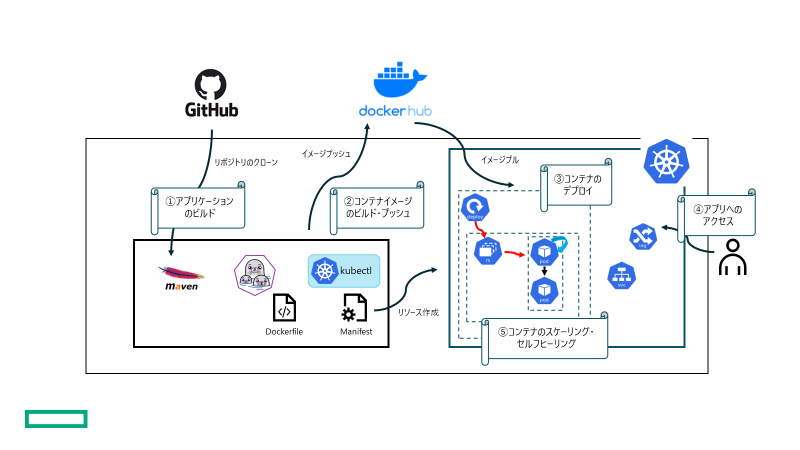 GitHub
docker hub
リポジトリのクローン
イメージプッシュ
イメージプル
①アプリケーション
のビルド
②コンテナイメージ
のビルド・プッシュ
③コンテナの
デプロイ
④アプリへの
アクセス
deploy
rs
pod
pod
ing
svc
maven
kubectl
Dockerfile
Manifest
リソース作成
⑤コンテナのスケーリング・
セルフヒーリング